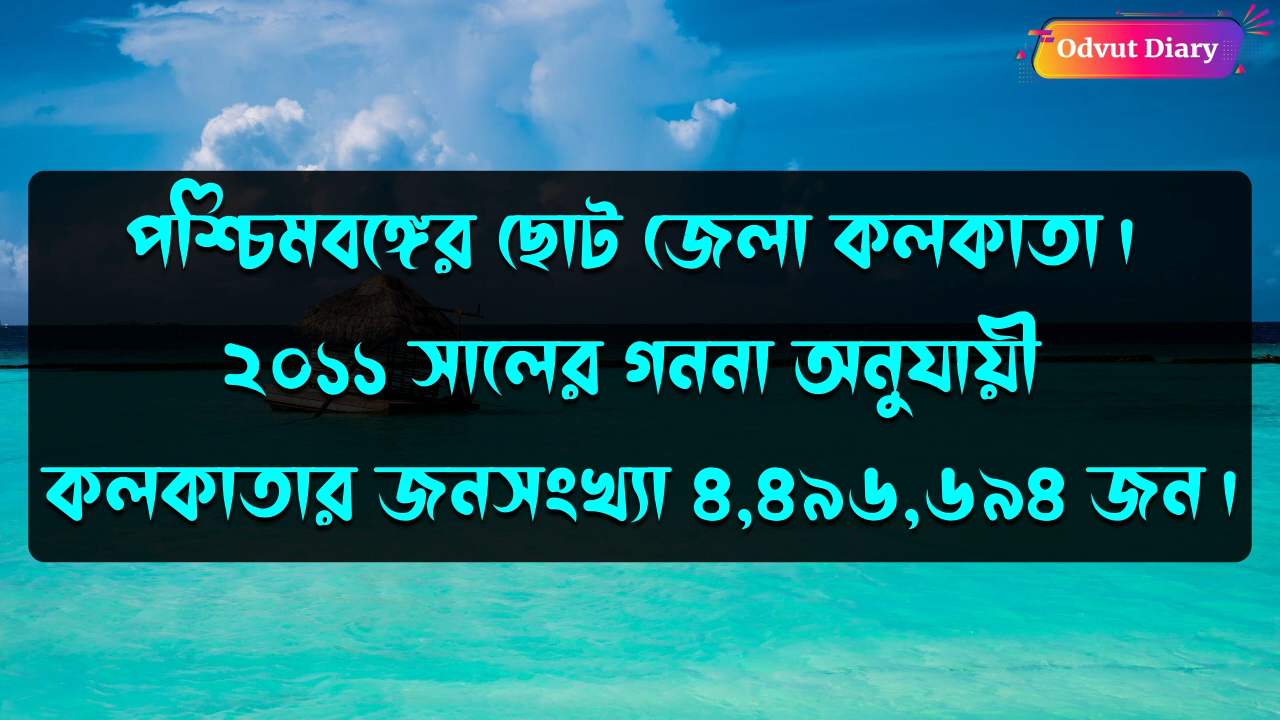 Odvut Diary
পশ্চিমবঙ্গের ছোট জেলা কলকাতা।
২০১১ সালের গননা অনুযায়ী
কলকাতার জনসংখ্যা ৪,৪৯৬,৬৯৪ জন।